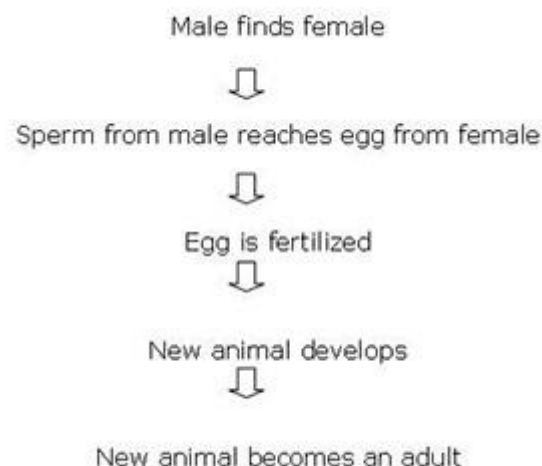 Male finds female
Sperm from male reaches egg from female
Egg is fertilized
New animal develops
New animal becomes an adult